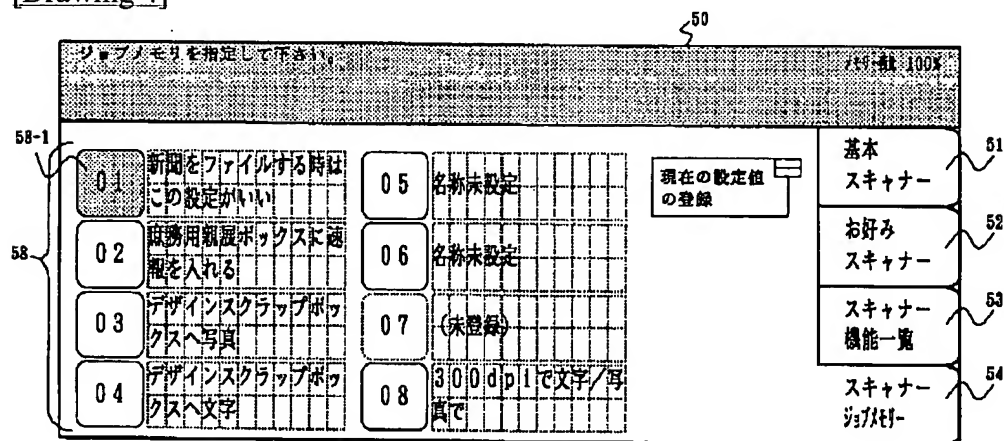 [Drawing 4]
50
ジョブメモリを指定して下さい。
メモリー残量 100%
58-1
58
01
新聞をファイルする時は
この設定がいい
02
庶務用親展ボックスに速
報を入れる
03
デザインスクラップボッ
クスへ写真
04
デザインスクラップボッ
クスへ文字
05
名称未設定
06
名称未設定
07
(未登録)
08
300dpiで文字/写
真で
現在の設定値
の登録
基本
スキャナー
51
お好み
スキャナー
52
スキャナー
機能一覧
53
スキャナー
ジョブメモリー
54